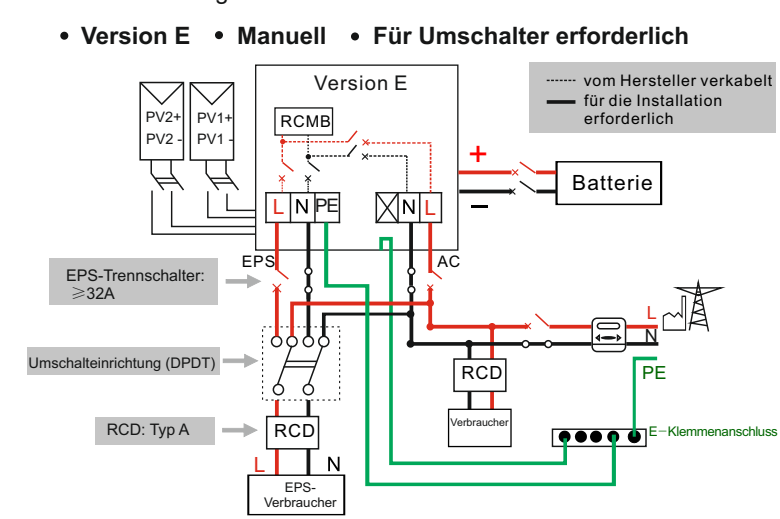 • Version E • Manuell • Für Umschalter erforderlich
Version E
vom Hersteller verkabelt
für die Installation
erforderlich
PV2+
PV2 -
PV1+
PV1 -
RCMB
+
−
Batterie
L N PE
N L
EPS
AC
EPS-Trennschalter:
≥32A
L
N
PE
Umschalteinrichtung (DPDT)
RCD
Verbraucher
RCD: Typ A
RCD
E-Klemmenanschluss
L N
EPS-
Verbraucher